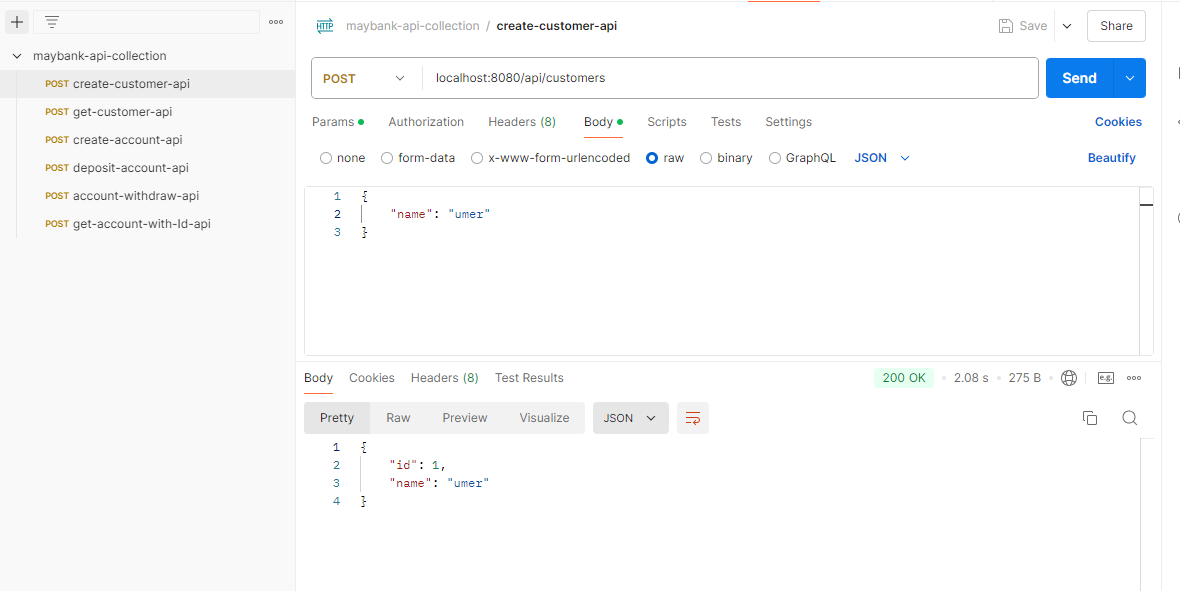 maybank-api-collection
POST create-customer-api
POST get-customer-api
POST create-account-api
POST deposit-account-api
POST account-withdraw-api
POST get-account-with-Id-api
HTTP maybank-api-collection / create-customer-api Save Share
POST localhost:8080/api/customers Send
Params Authorization Headers (8) Body Scripts Tests Settings Cookies
none form-data x-www-form-urlencoded raw binary GraphQL JSON Beautify
1 {
2 "name": "umer"
3 }
Body Cookies Headers (8) Test Results 200 OK 2.08 s 275 B e.g.
Pretty Raw Preview Visualize JSON
1 {
2 "id": 1,
3 "name": "umer"
4 }